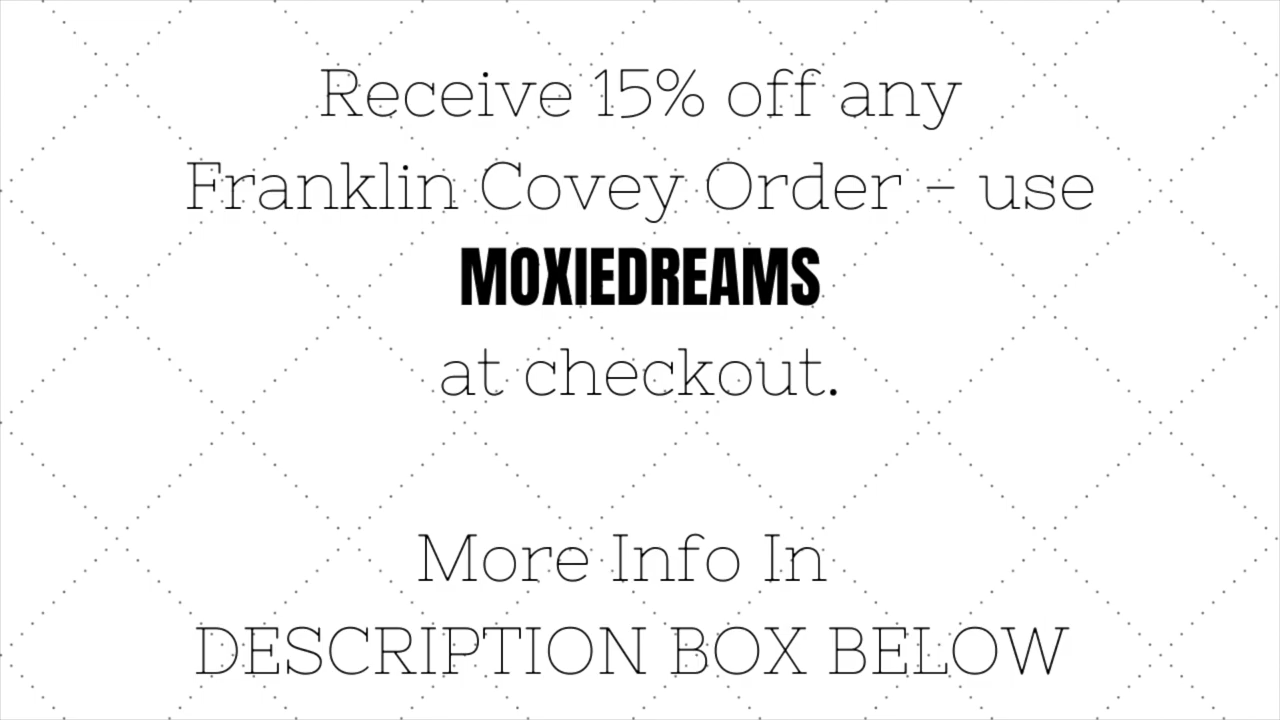 Receive 15% off any
Franklin Covey Order - use
MOXIEDREAMS
at checkout.
More Info In
DESCRIPTION BOX BELOW